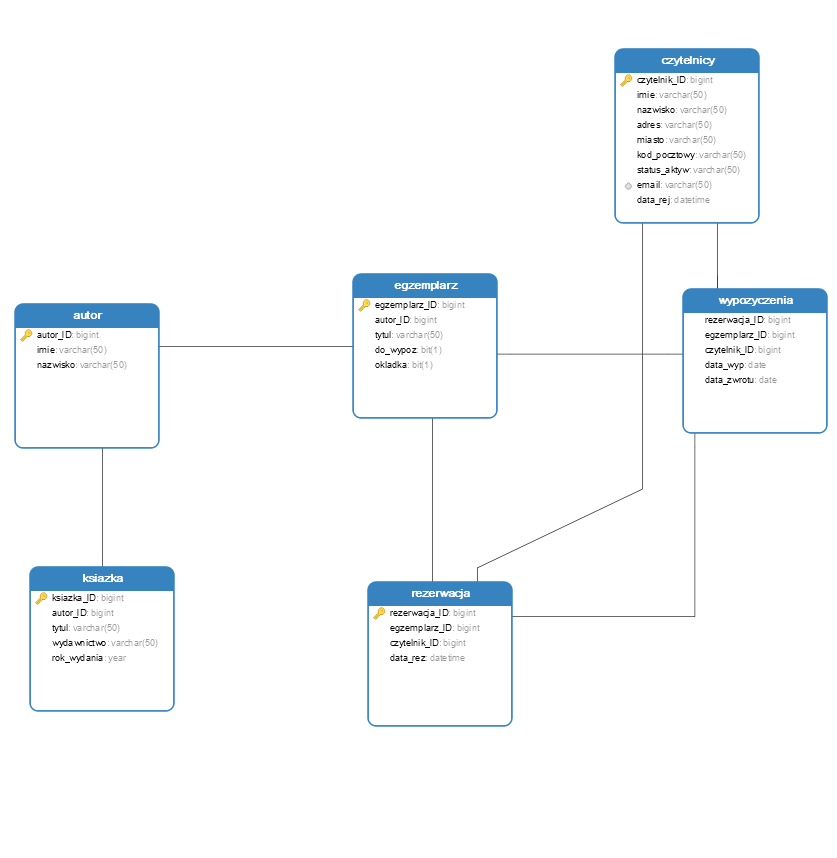 czytelnicy
czytelnik_ID: bigint
imie: varchar(50)
nazwisko: varchar(50)
adres: varchar(50)
miasto: varchar(50)
kod_pocztowy: varchar(50)
status_aktyw: varchar(50)
email: varchar(50)
data_rej: datetime
egzemplarz
egzemplarz_ID: bigint
autor_ID: bigint
tytul: varchar(50)
do_wypoz: bit(1)
okladka: bit(1)
wypozyczenia
rezerwacja_ID: bigint
egzemplarz_ID: bigint
czytelnik_ID: bigint
data_wyp: date
data_zwrotu: date
autor
autor_ID: bigint
imie: varchar(50)
nazwisko: varchar(50)
ksiazka
ksiazka_ID: bigint
autor_ID: bigint
tytul: varchar(50)
wydawnictwo: varchar(50)
rok_wydania: year
rezerwacja
rezerwacja_ID: bigint
egzemplarz_ID: bigint
czytelnik_ID: bigint
data_rez: datetime